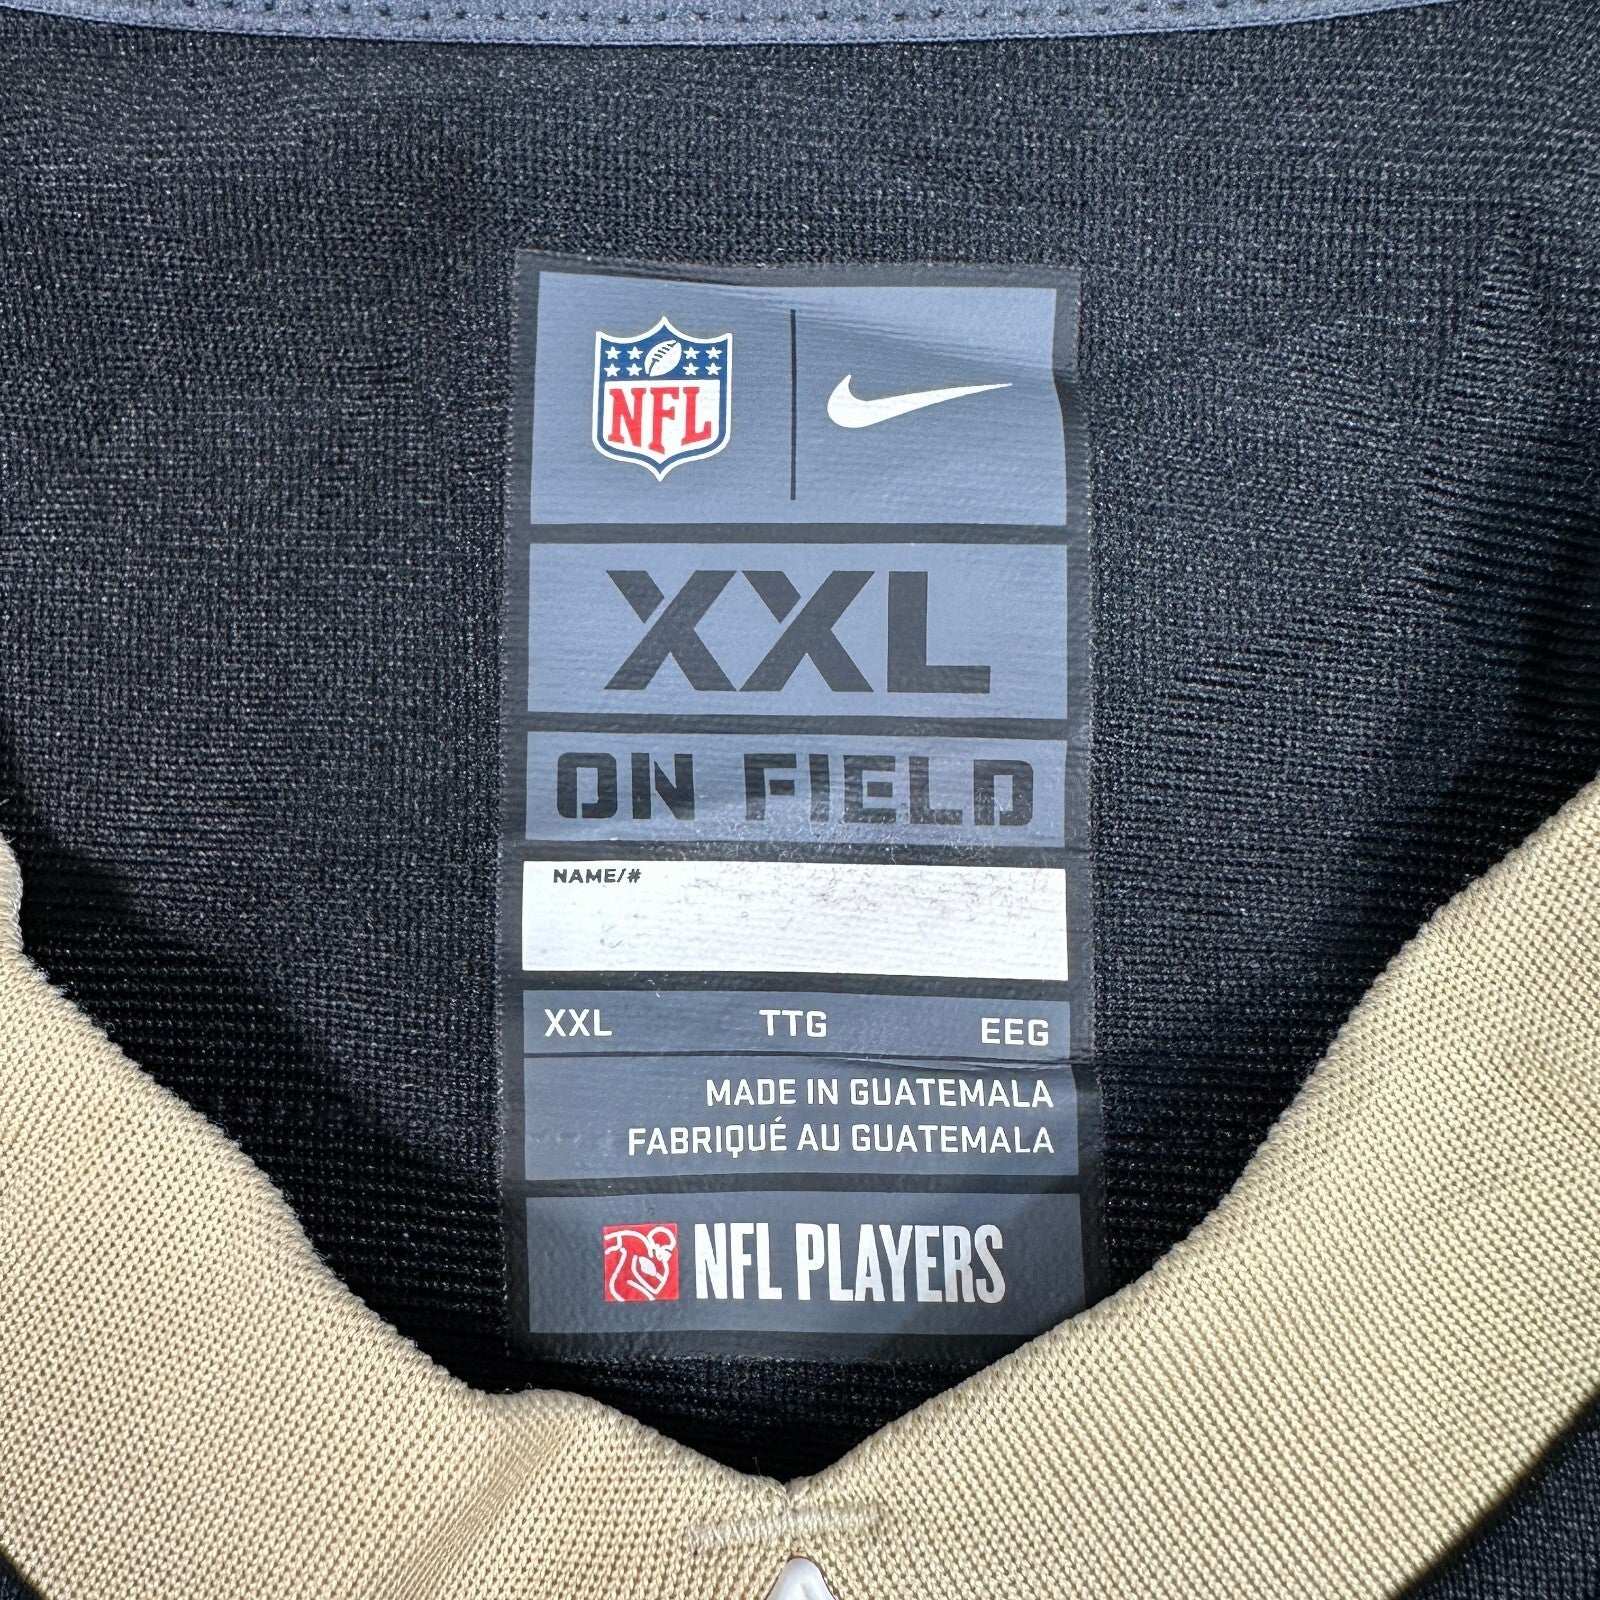 NFL
XXL
ON FIELD
NAME/#
XXL TTG EEG
MADE IN GUATEMALA
FABRIQUÉ AU GUATEMALA
NFL PLAYERS